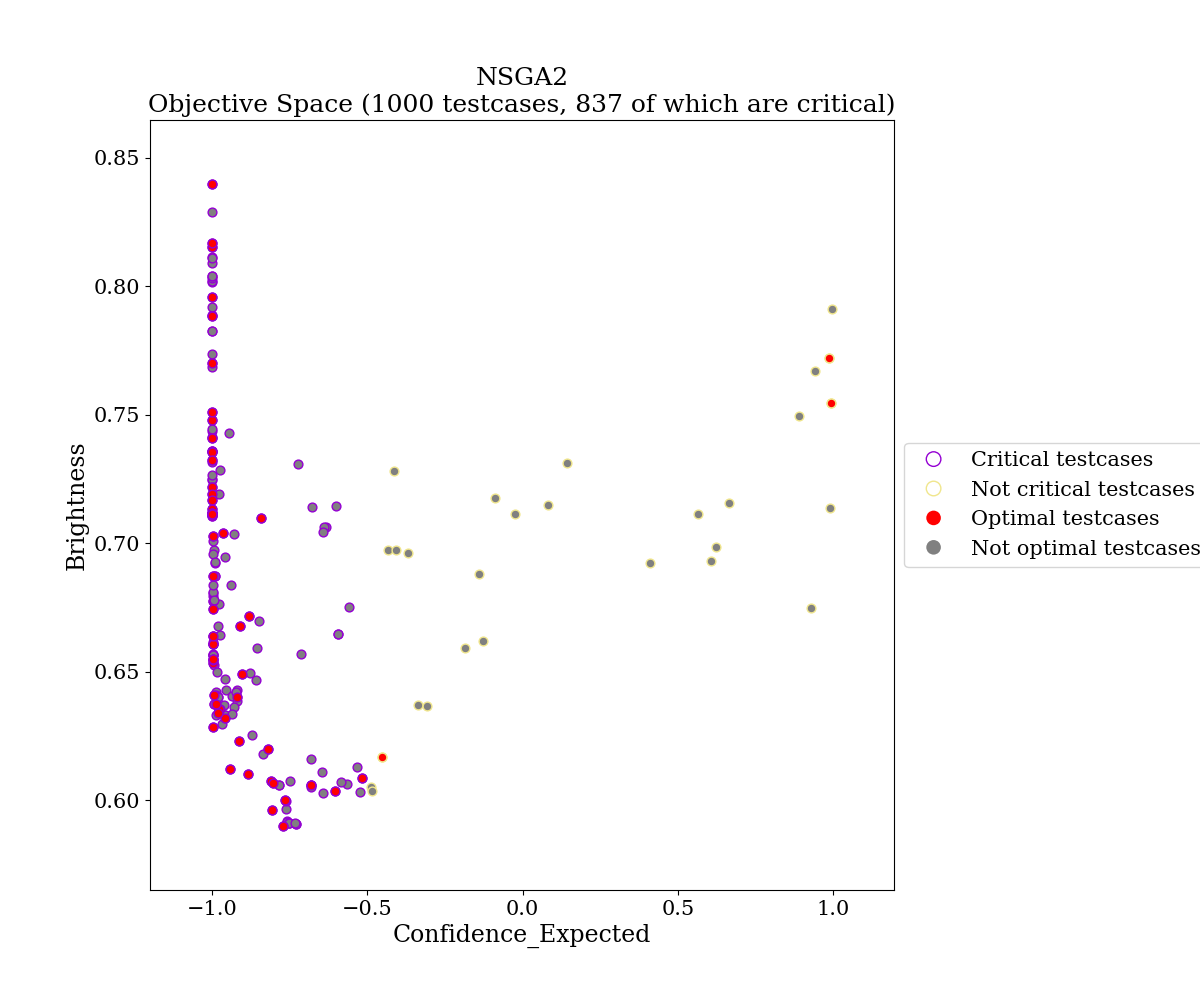 NSGA2
Objective Space (1000 testcases, 837 of which are critical)
0.85
0.80
0.75
0.70
0.65
0.60
Brightness
−1.0
−0.5
0.0
0.5
1.0
Confidence_Expected
Critical testcases
Not critical testcases
Optimal testcases
Not optimal testcases